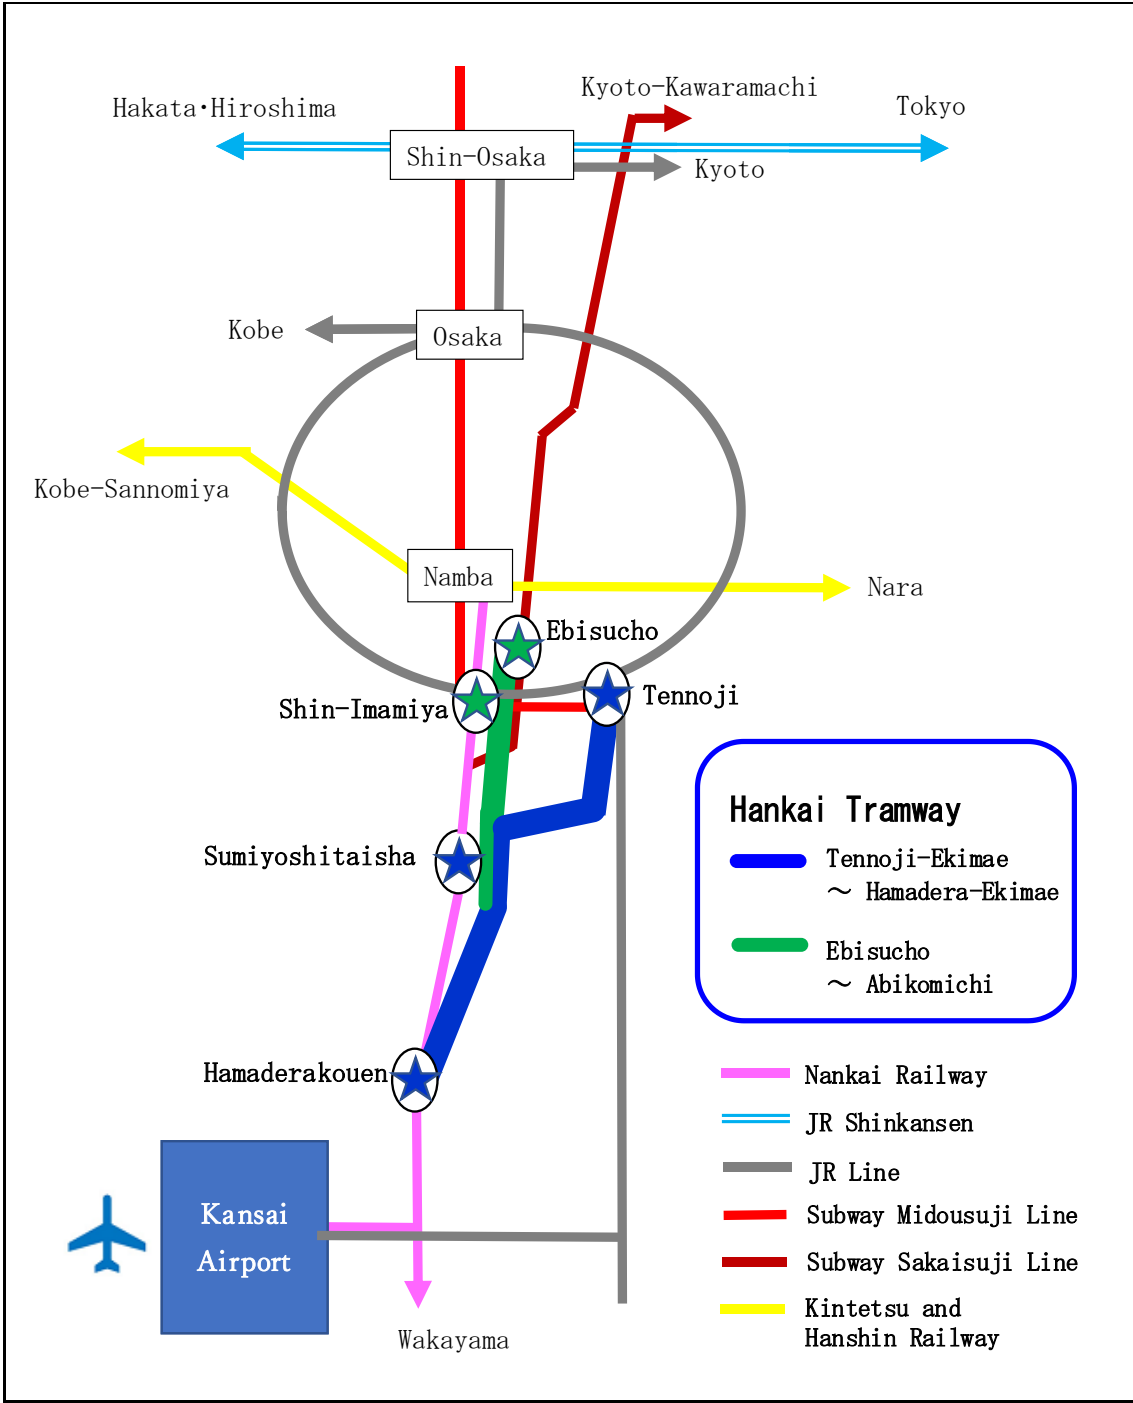 Kyoto-Kawaramachi
Hakata・Hiroshima
Tokyo
Shin-Osaka
Kyoto
Kobe
Osaka
Kobe-Sannomiya
Namba
Nara
Ebisucho
Shin-Imamiya
Tennoji
Hankai Tramway
Sumiyoshitaisha
Tennoji-Ekimae
～ Hamadera-Ekimae
Ebisucho
～ Abikomichi
Hamaderakouen
Nankai Railway
JR Shinkansen
JR Line
Kansai
Airport
Subway Midousuji Line
Subway Sakaisuji Line
Kintetsu and
Hanshin Railway
Wakayama